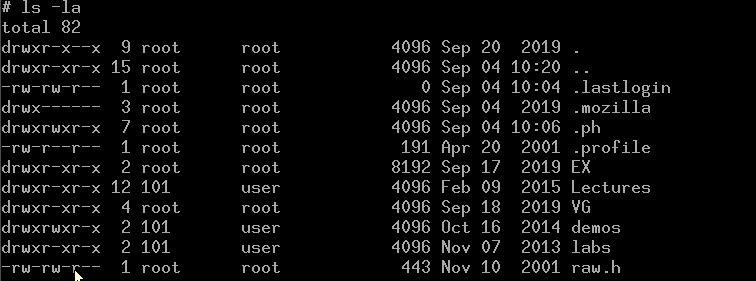 # ls -la
total 82
drwxr-x--x 9 root root 4096 Sep 20 2019 .
drwxr-xr-x 15 root root 4096 Sep 04 10:20 ..
-rw-rw-r-- 1 root root 0 Sep 04 10:04 .lastlogin
drwx------ 3 root root 4096 Sep 04 2019 .mozilla
drwxrwxr-x 7 root root 4096 Sep 04 10:06 .ph
-rw-r--r-- 1 root root 191 Apr 20 2001 .profile
drwxr-xr-x 2 root root 8192 Sep 17 2019 EX
drwxrwxr-x 12 101 user 4096 Feb 09 2015 Lectures
drwxr-xr-x 4 root root 4096 Sep 18 2019 VG
drwxrwxr-x 2 101 user 4096 Oct 16 2014 demos
drwxrwxr-x 2 101 user 4096 Nov 07 2013 labs
-rw-rw-r-- 1 root root 443 Nov 10 2001 raw.h